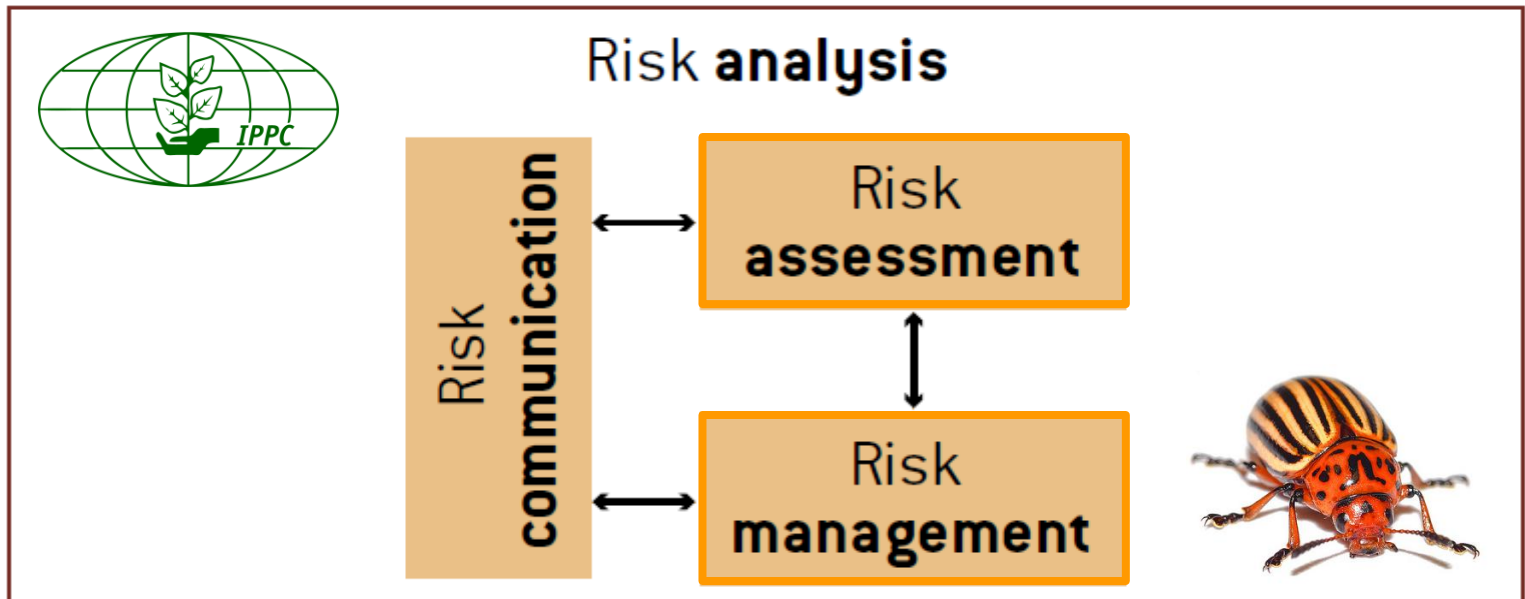 IPPC
Risk analysis
Risk
communication
Risk
assessment
Risk
management